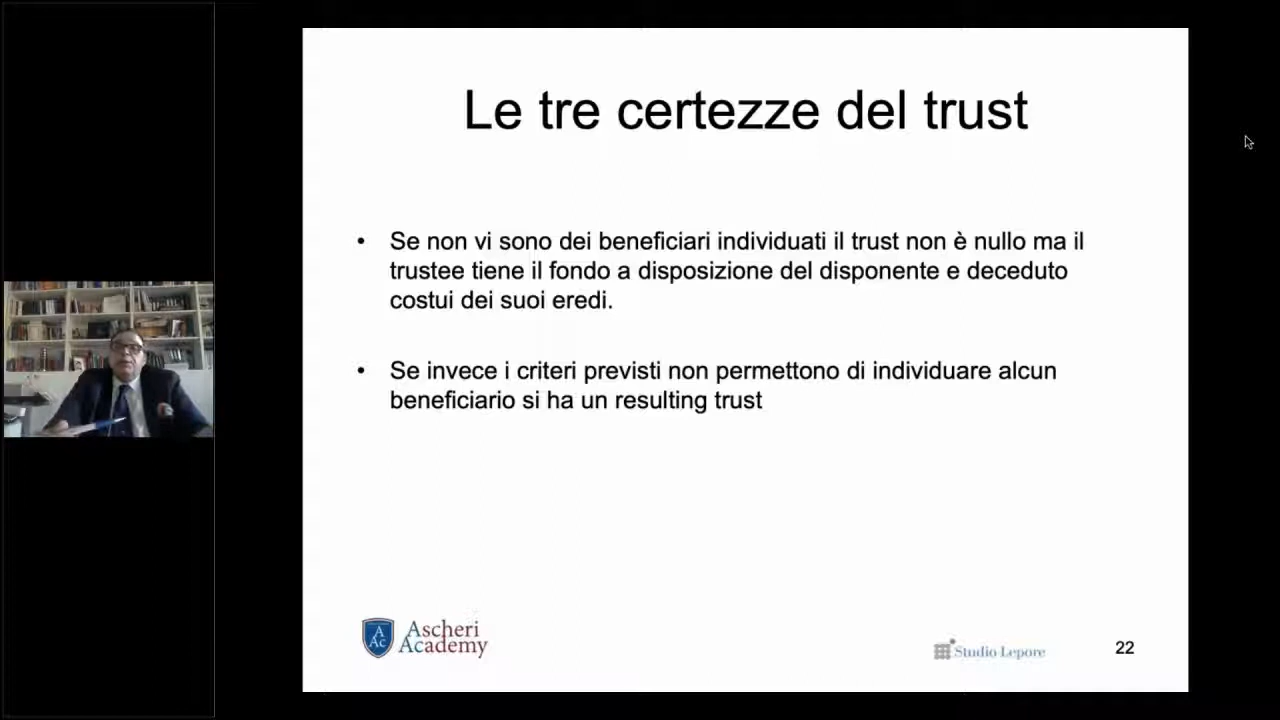 Le tre certezze del trust
• Se non vi sono dei beneficiari individuati il trust non è nullo ma il
trustee tiene il fondo a disposizione del disponente e deceduto
costui dei suoi eredi.
• Se invece i criteri previsti non permettono di individuare alcun
beneficiario si ha un resulting trust
A
Ac
Ascheri
Academy
Studio Lepore
22